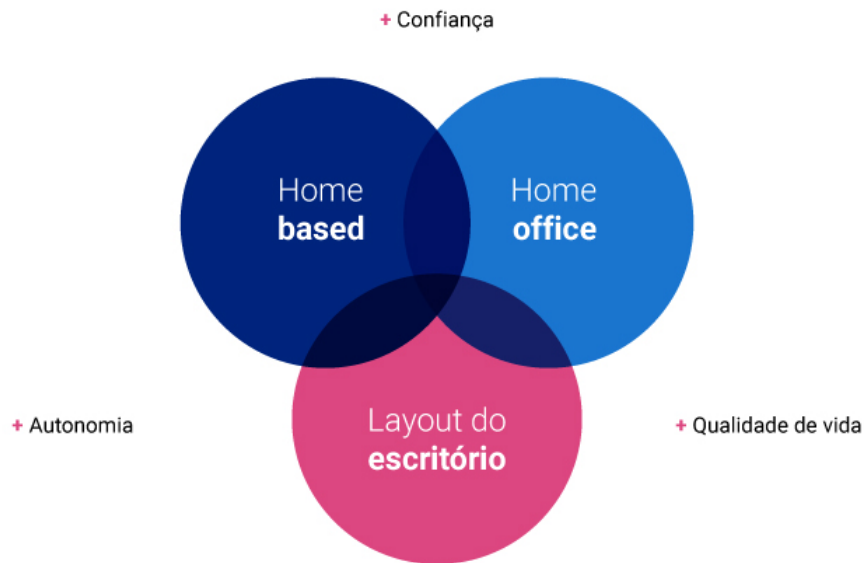 + Confiança
Home
based
Home
office
Layout do
escritório
+ Autonomia
+ Qualidade de vida